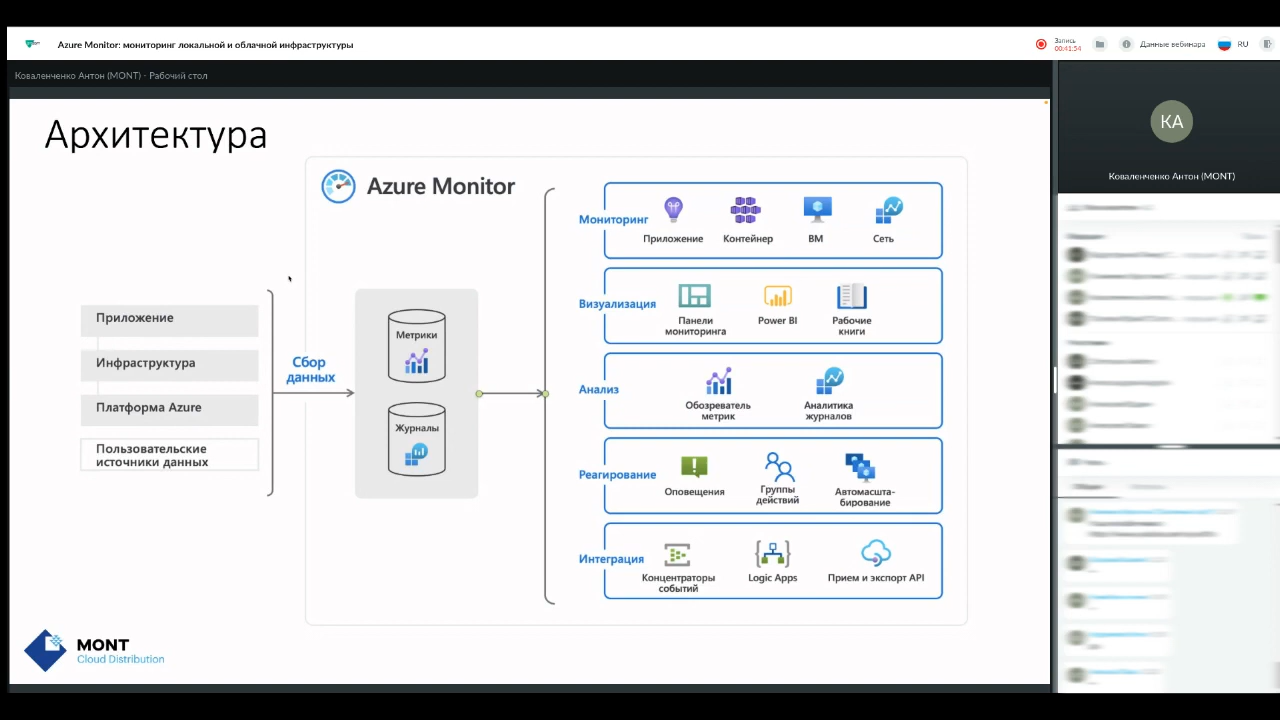 Azure Monitor: мониторинг локальной и облачной инфраструктуры
Запись
00:41:54
Данные вебинара
RU
Коваленченко Антон (MONT) - Рабочий стол
KA
Коваленченко Антон (MONT)
Архитектура
Azure Monitor
Приложение
Инфраструктура
Платформа Azure
Пользовательские
источники данных
Сбор
данных
Метрики
Журналы
Мониторинг
Приложение
Контейнер
ВМ
Сеть
Визуализация
Панели
мониторинга
Power BI
Рабочие
книги
Анализ
Обозреватель
метрик
Аналитика
журналов
Реагирование
Оповещения
Группы
действий
Автомасшта-
бирование
Интеграция
Концентраторы
событий
Logic Apps
Прием и экспорт API
MONT
Cloud Distribution